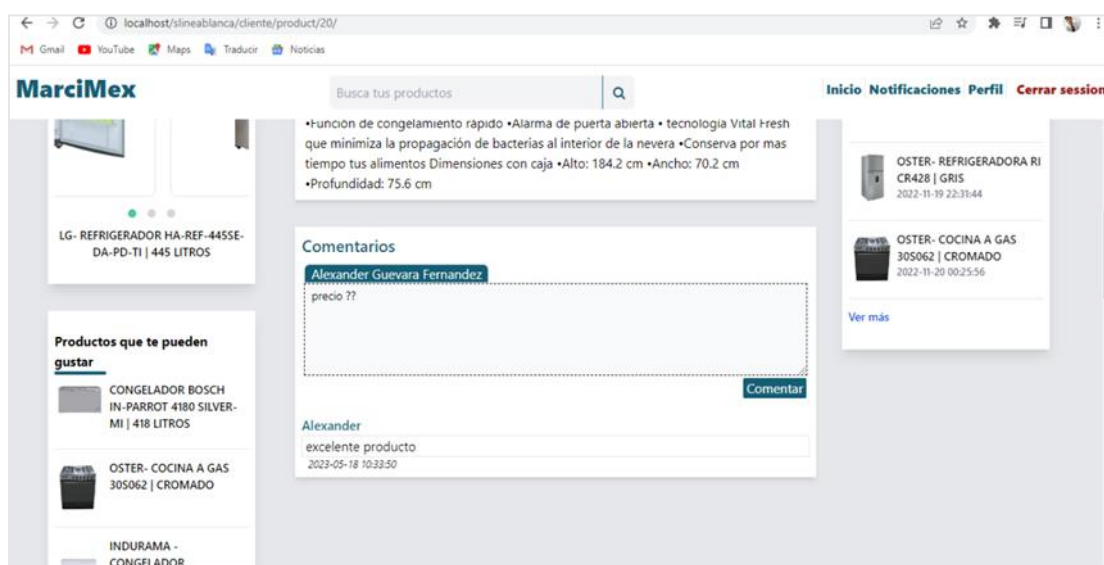 localhost/slineablanca/cliente/product/20/
Gmail YouTube Maps Traducir Noticias
MarciMex
Busca tus productos
Inicio Notificaciones Perfil Cerrar session
•Función de congelamiento rápido •Alarma de puerta abierta • tecnología Vital Fresh
que minimiza la propagación de bacterias al interior de la nevera •Conserva por mas
tiempo tus alimentos Dimensiones con caja •Alto: 184.2 cm •Ancho: 70.2 cm
•Profundidad: 75.6 cm
LG- REFRIGERADOR HA-REF-445SE-
DA-PD-TI | 445 LITROS
Productos que te pueden
gustar
CONGELADOR BOSCH
IN-PARROT 4180 SILVER-
MI | 418 LITROS
OSTER- COCINA A GAS
30S062 | CROMADO
INDURAMA -
CONGELADOR
Comentarios
Alexander Guevara Fernandez
precio ??
Comentar
Alexander
excelente producto
2023-05-18 10:33:50
OSTER- REFRIGERADORA RI
CR428 | GRIS
2022-11-19 22:31:44
OSTER- COCINA A GAS
30S062 | CROMADO
2022-11-20 00:25:56
Ver más